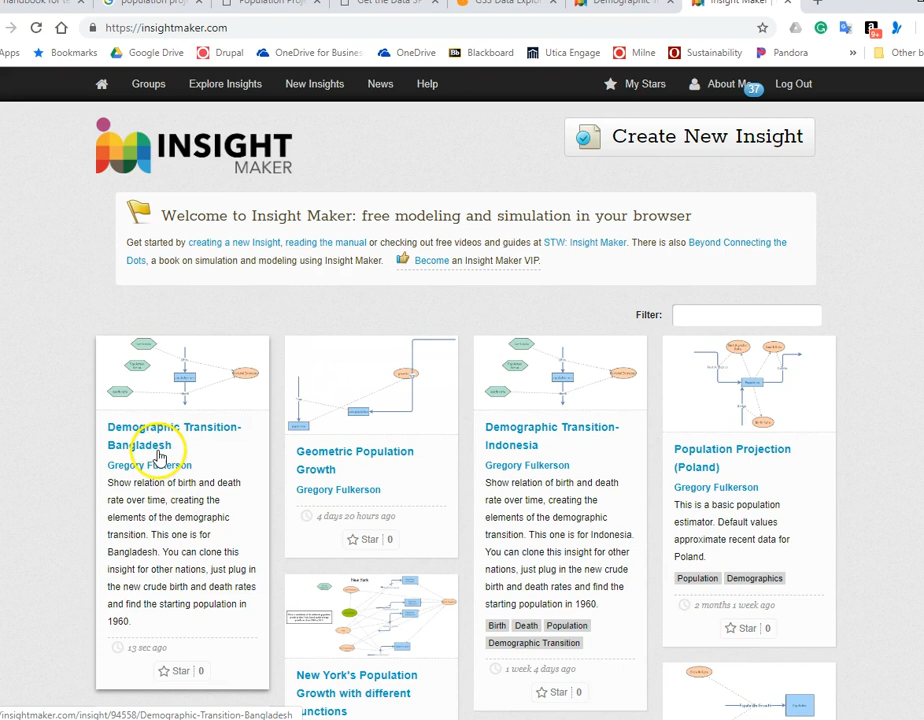 https://insightmaker.com
Apps Bookmarks Google Drive Drupal OneDrive for Busines OneDrive Blackboard Utica Engage Milne Sustainability Pandora » Other b
Groups Explore Insights New Insights News Help My Stars About Me 37 Log Out
INSIGHT
MAKER
Create New Insight
Welcome to Insight Maker: free modeling and simulation in your browser
Get started by creating a new Insight, reading the manual or checking out free videos and guides at STW: Insight Maker. There is also Beyond Connecting the
Dots, a book on simulation and modeling using Insight Maker. Become an Insight Maker VIP.
Filter:
Demographic Transition-
Bangladesh
Gregory Fulkerson
Show relation of birth and death
rate over time, creating the
elements of the demographic
transition. This one is for
Bangladesh. You can clone this
insight for other nations, just plug in
the new crude birth and death rates
and find the starting population in
1960.
13 sec ago
Star 0
Geometric Population
Growth
Gregory Fulkerson
4 days 20 hours ago
Star 0
New York
New York's Population
Growth with different
Demographic Transition-
Indonesia
Gregory Fulkerson
Show relation of birth and death
rate over time, creating the
elements of the demographic
transition. This one is for Indonesia.
You can clone this insight for other
nations, just plug in the new crude
birth and death rates and find the
starting population in 1960.
Birth Death Population
Demographic Transition
1 week 4 days ago
Star 0
Population Projection
(Poland)
Gregory Fulkerson
This is a basic population
estimator. Default values
approximate recent data for
Poland.
Population Demographics
2 months 1 week ago
Star 0
insightmaker.com/insight/94558/Demographic-Transition-Bangladesh